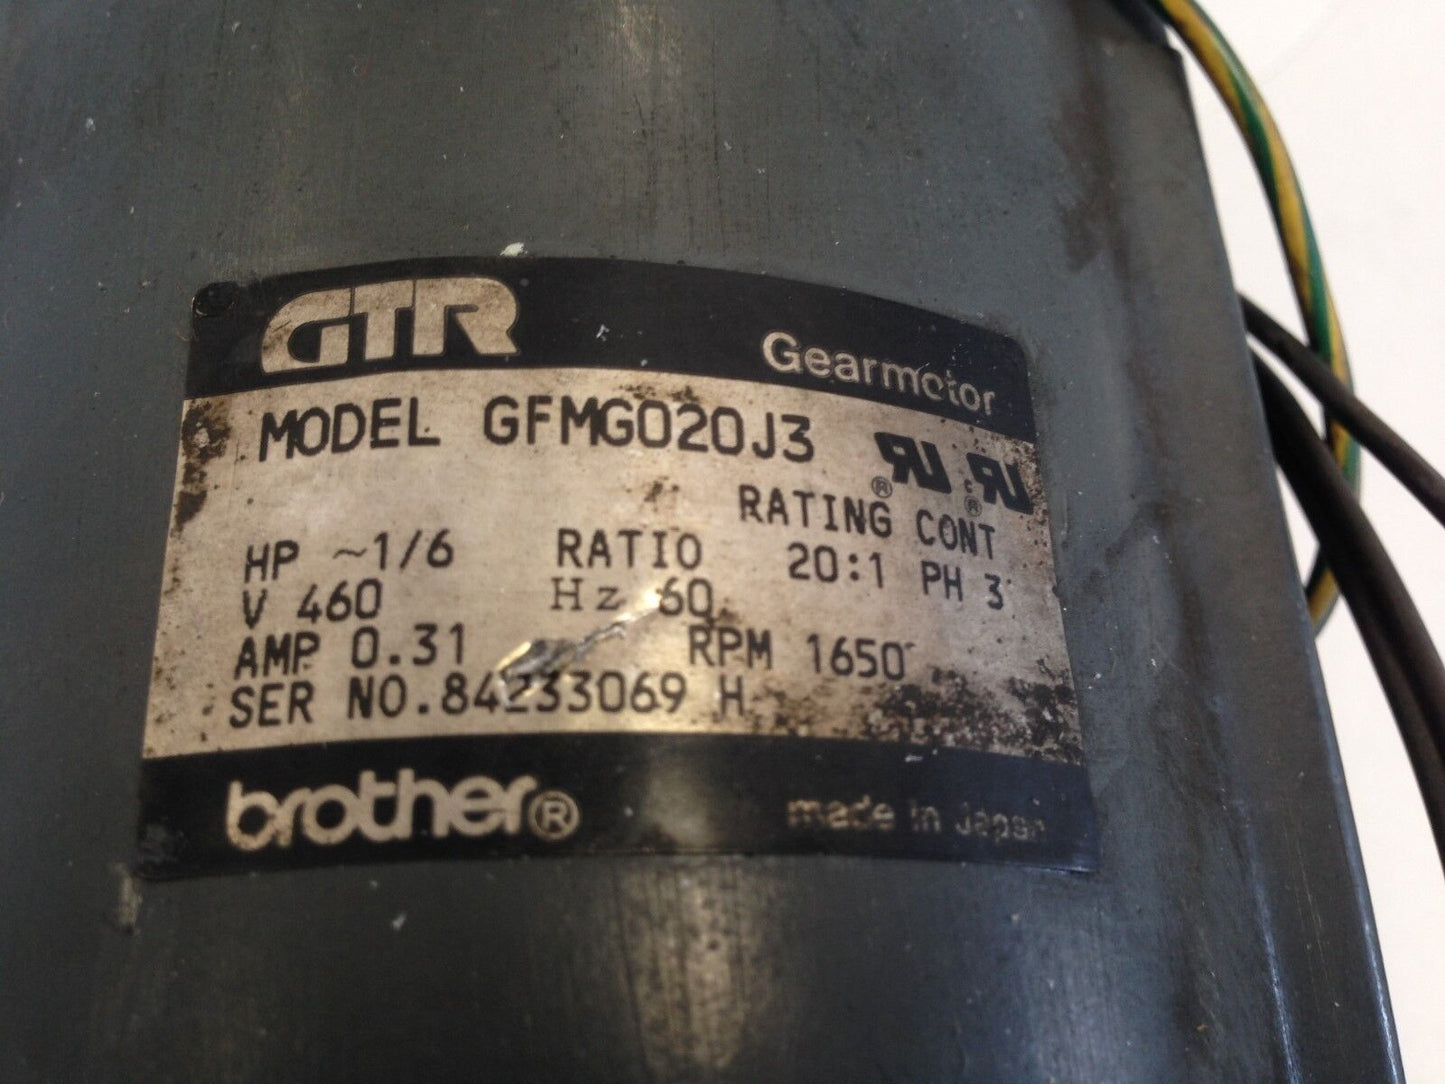 GTR Gearmotor
MODEL GFMG020J3
RATING CONT
HP ~1/6 RATIO 20:1 PH 3
V 460 Hz 60
AMP 0.31 RPM 1650
SER NO.84233069 H
brother® made in Japan